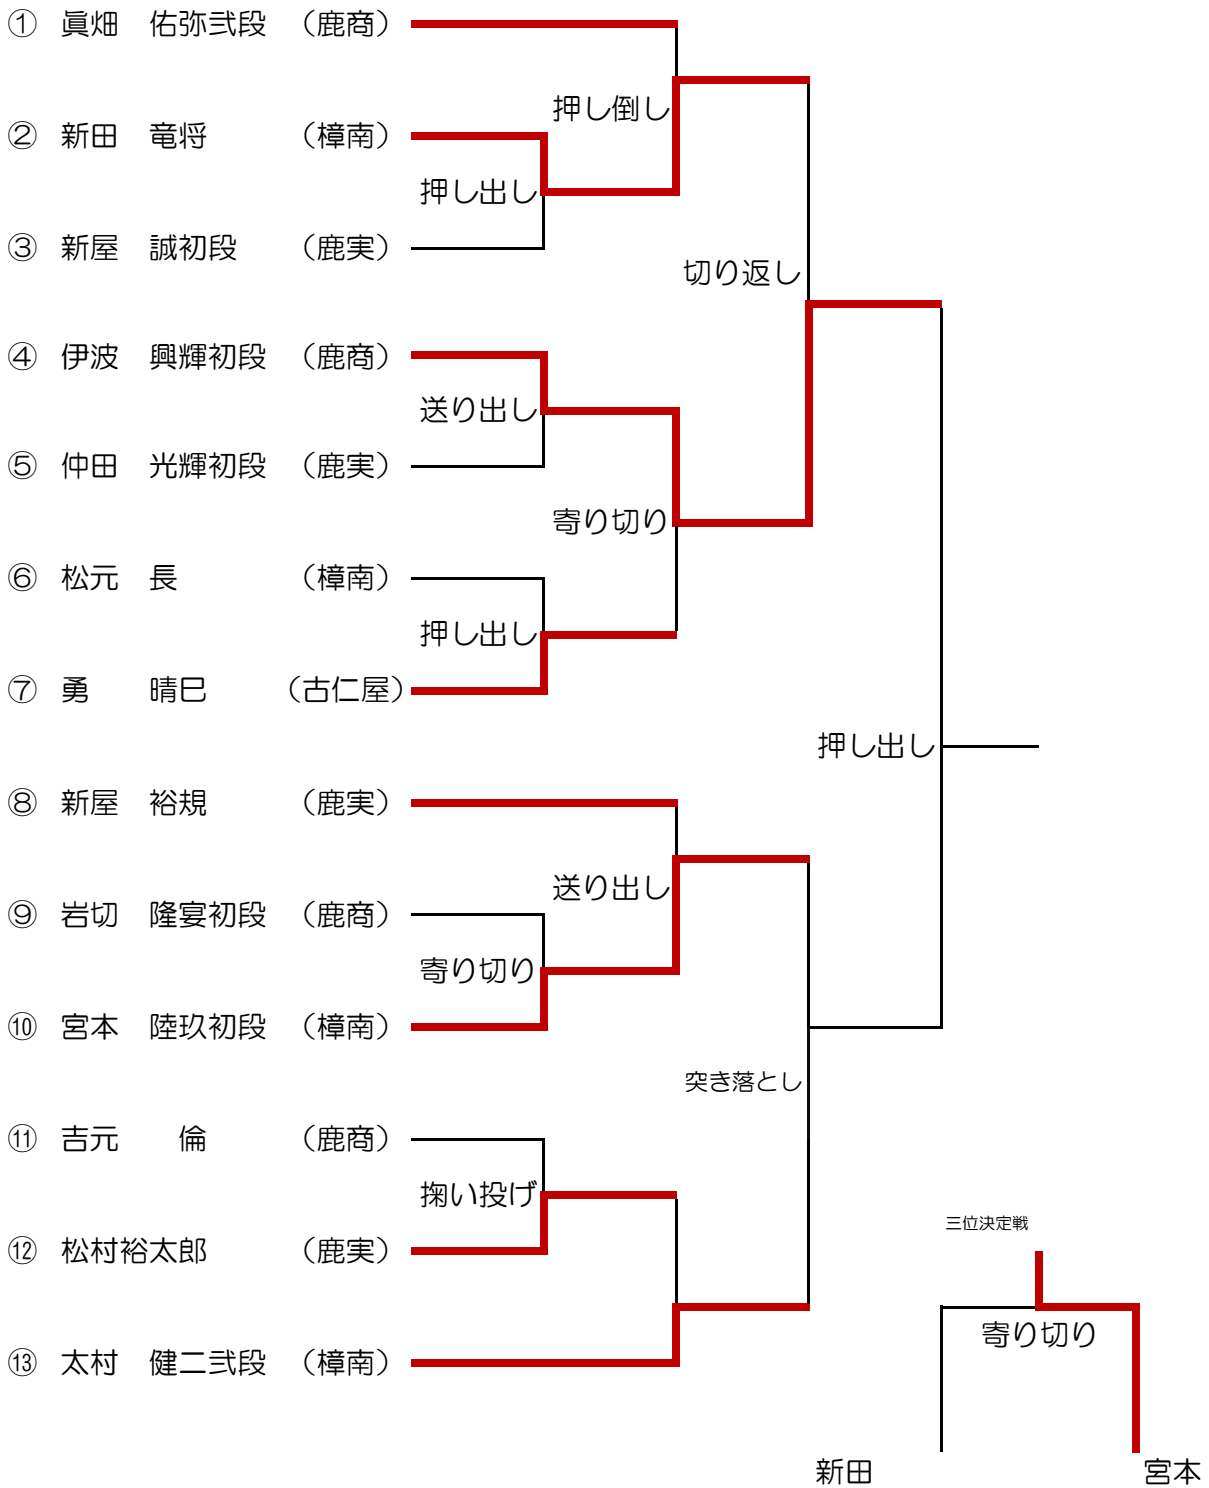 ① 眞畑 佑弥弐段 （鹿商）
押し倒し
② 新田 竜将 （樟南）
押し出し
③ 新屋 誠初段 （鹿実）
切り返し
④ 伊波 興輝初段 （鹿商）
送り出し
⑤ 仲田 光輝初段 （鹿実）
寄り切り
⑥ 松元 長 （樟南）
押し出し
⑦ 勇 晴巳 （古仁屋）
押し出し
⑧ 新屋 裕規 （鹿実）
送り出し
⑨ 岩切 隆宴初段 （鹿商）
寄り切り
⑩ 宮本 陸玖初段 （樟南）
突き落とし
⑪ 吉元 倫 （鹿商）
掬い投げ
⑫ 松村裕太郎 （鹿実）
⑬ 太村 健二弐段 （樟南）
三位決定戦
寄り切り
新田 宮本